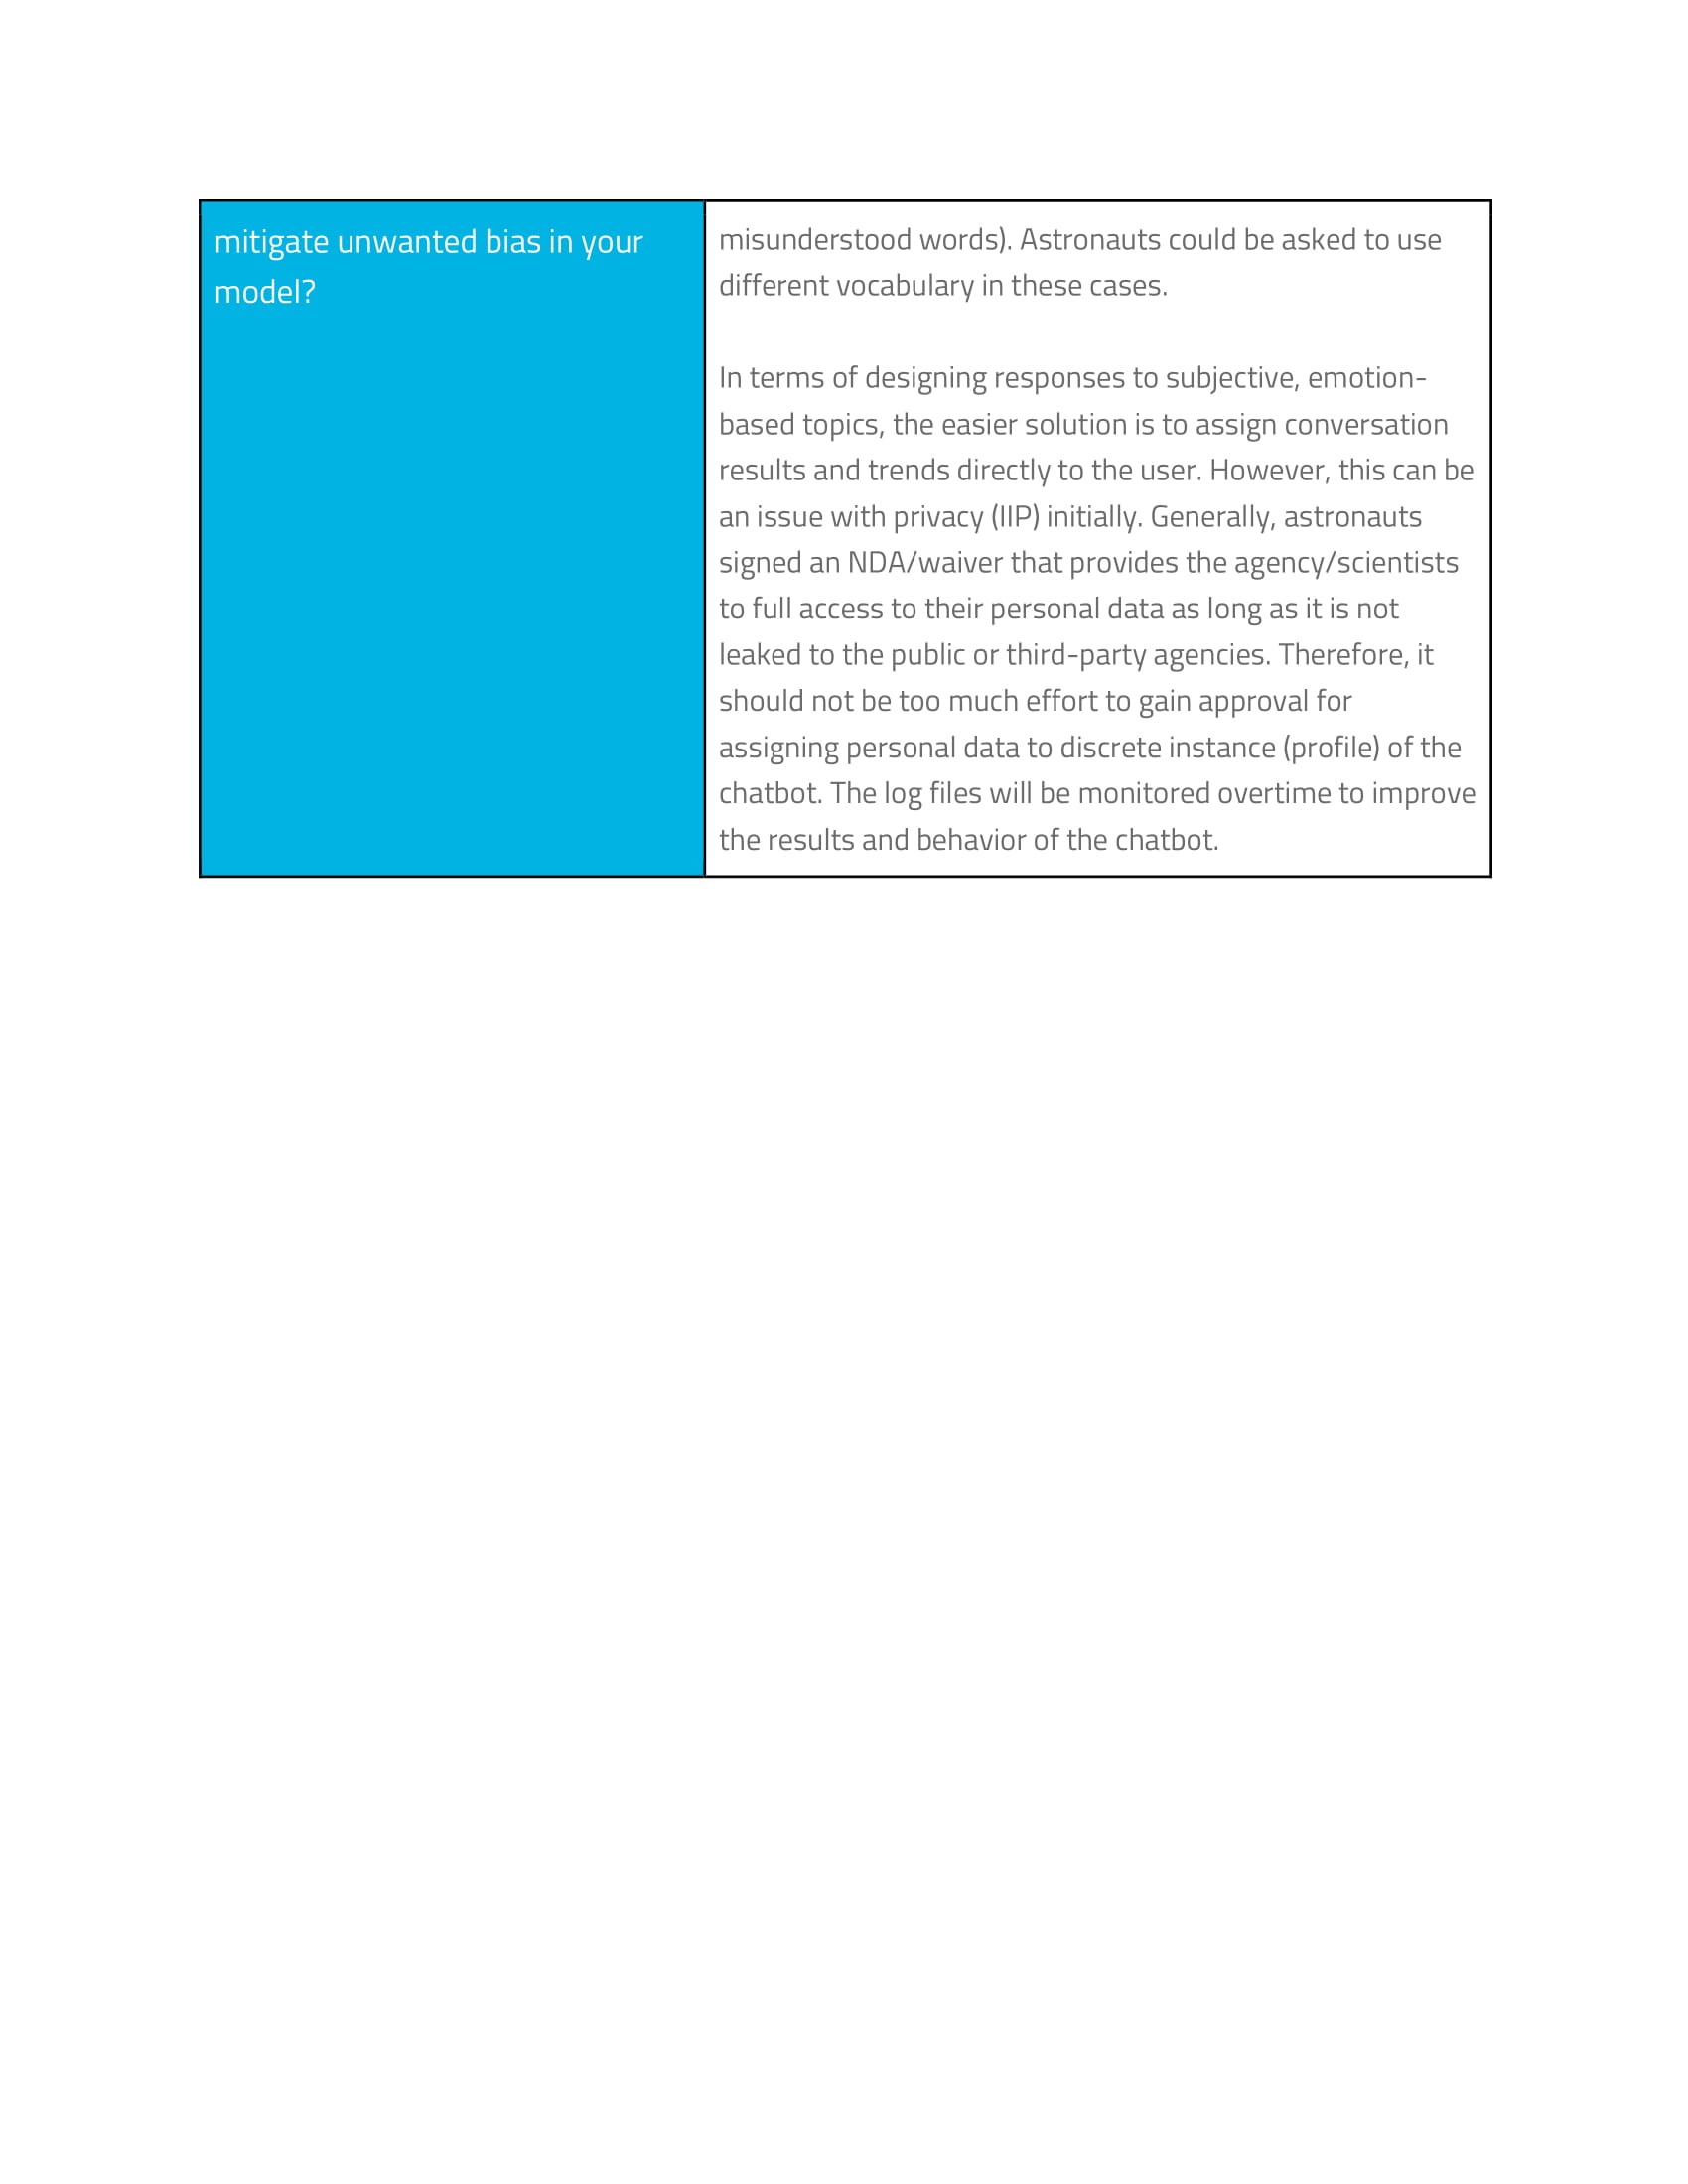 mitigate unwanted bias in your
model?
misunderstood words). Astronauts could be asked to use
different vocabulary in these cases.
In terms of designing responses to subjective, emotion-
based topics, the easier solution is to assign conversation
results and trends directly to the user. However, this can be
an issue with privacy (IIP) initially. Generally, astronauts
signed an NDA/waiver that provides the agency/scientists
to full access to their personal data as long as it is not
leaked to the public or third-party agencies. Therefore, it
should not be too much effort to gain approval for
assigning personal data to discrete instance (profile) of the
chatbot. The log files will be monitored overtime to improve
the results and behavior of the chatbot.